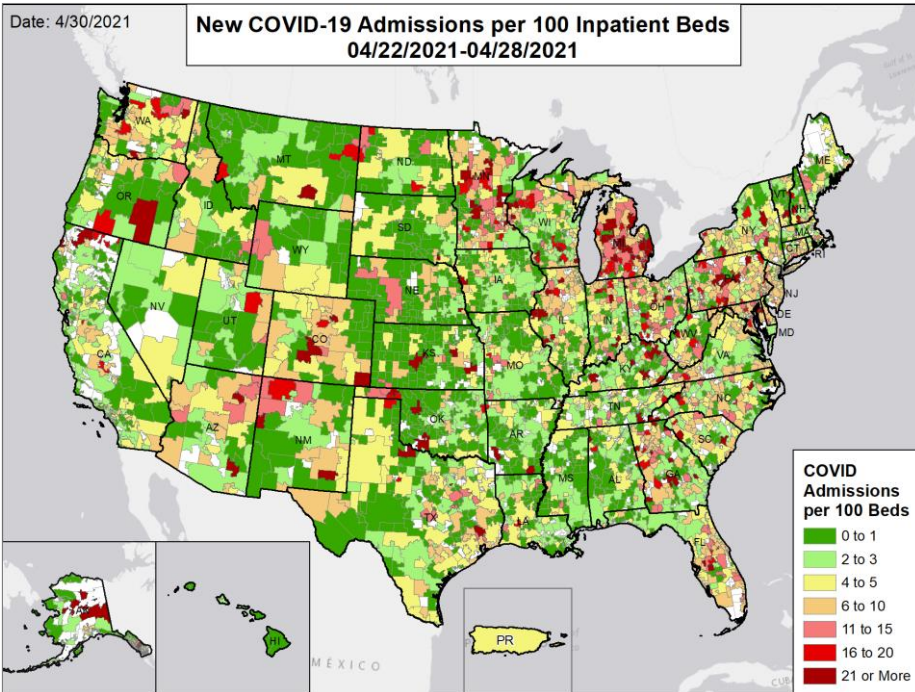 Date: 4/30/2021
New COVID-19 Admissions per 100 Inpatient Beds
04/22/2021-04/28/2021
WA
MT
ND
MN
ME
OR
ID
WY
SD
WI
MI
NY
VT
NH
MA
CT
RI
NV
UT
CO
NE
IA
IL
IN
OH
PA
NJ
DE
MD
CA
KS
MO
KY
WV
VA
AZ
NM
OK
AR
TN
NC
SC
TX
LA
MS
AL
GA
FL
AK
HI
PR
MÉXICO
CUBA
COVID
Admissions
per 100 Beds
0 to 1
2 to 3
4 to 5
6 to 10
11 to 15
16 to 20
21 or More